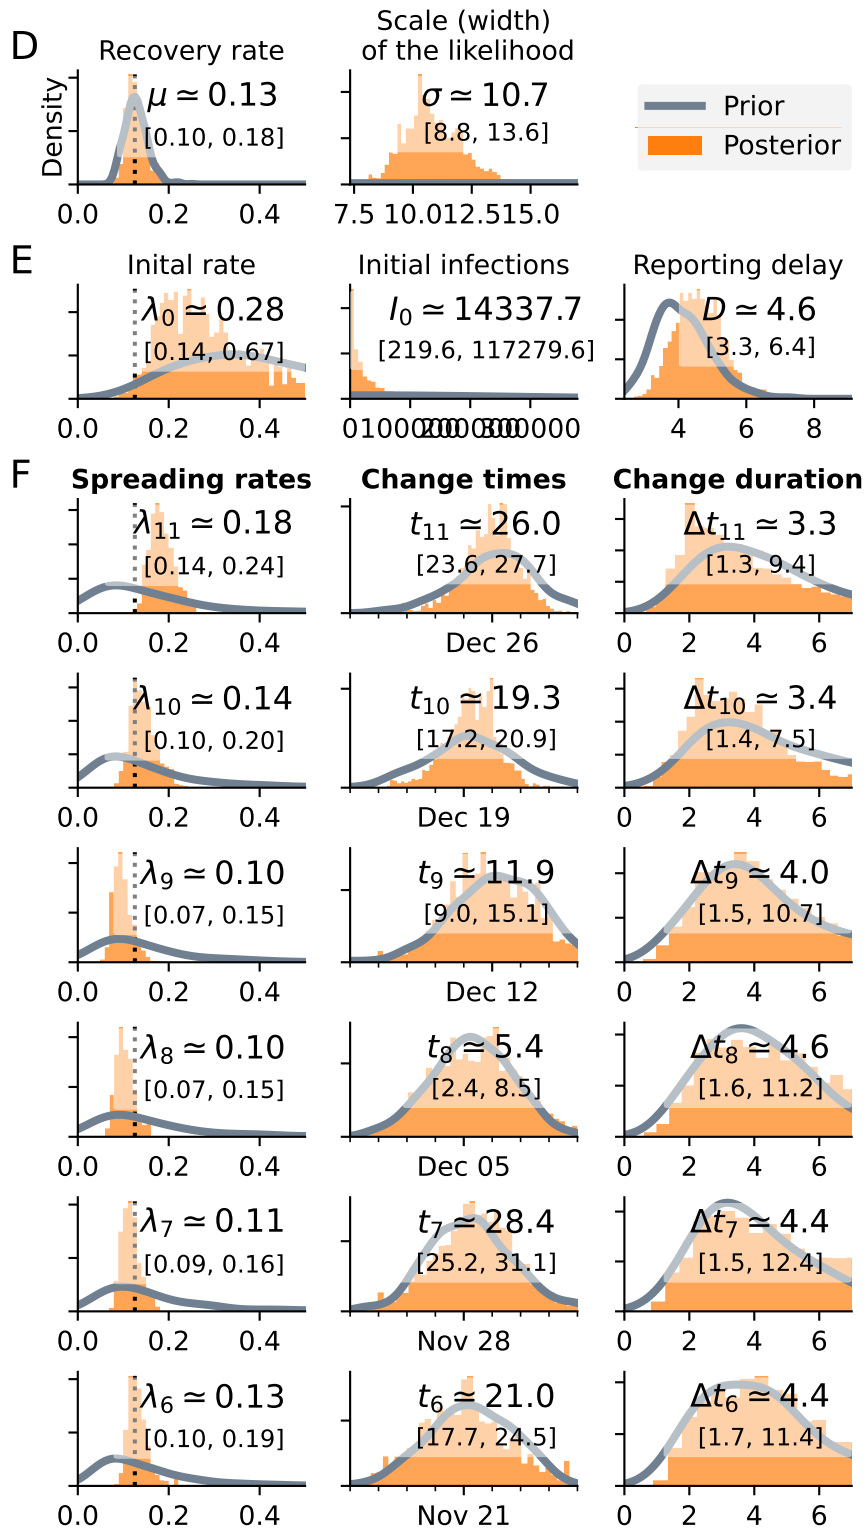 D
Recovery rate
Scale (width)
of the likelihood
Density
μ ≃ 0.13
[0.10, 0.18]
σ ≃ 10.7
[8.8, 13.6]
Prior
Posterior
0.0 0.2 0.4
7.5 10.0 12.5 15.0
E
Inital rate
Initial infections
Reporting delay
λ0 ≃ 0.28
[0.14, 0.67]
I0 ≃ 14337.7
[219.6, 117279.6]
D ≃ 4.6
[3.3, 6.4]
0.0 0.2 0.4
0 100000 200000 300000
4 6 8
F
Spreading rates
Change times
Change duration
λ11 ≃ 0.18
[0.14, 0.24]
t11 ≃ 26.0
[23.6, 27.7]
Δt11 ≃ 3.3
[1.3, 9.4]
0.0 0.2 0.4
Dec 26
0 2 4 6
λ10 ≃ 0.14
[0.10, 0.20]
t10 ≃ 19.3
[17.2, 20.9]
Δt10 ≃ 3.4
[1.4, 7.5]
0.0 0.2 0.4
Dec 19
0 2 4 6
λ9 ≃ 0.10
[0.07, 0.15]
t9 ≃ 11.9
[9.0, 15.1]
Δt9 ≃ 4.0
[1.5, 10.7]
0.0 0.2 0.4
Dec 12
0 2 4 6
λ8 ≃ 0.10
[0.07, 0.15]
t8 ≃ 5.4
[2.4, 8.5]
Δt8 ≃ 4.6
[1.6, 11.2]
0.0 0.2 0.4
Dec 05
0 2 4 6
λ7 ≃ 0.11
[0.09, 0.16]
t7 ≃ 28.4
[25.2, 31.1]
Δt7 ≃ 4.4
[1.5, 12.4]
0.0 0.2 0.4
Nov 28
0 2 4 6
λ6 ≃ 0.13
[0.10, 0.19]
t6 ≃ 21.0
[17.7, 24.5]
Δt6 ≃ 4.4
[1.7, 11.4]
0.0 0.2 0.4
Nov 21
0 2 4 6